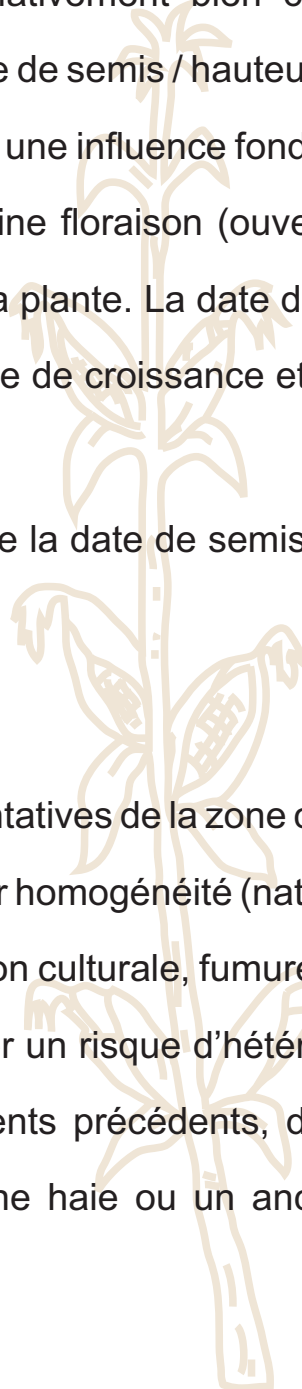 nativement bien
e de semis / hauteu
une influence fond
ine floraison (ouve
a plante. La date d
e de croissance et
e la date de semis
ntatives de la zone
r homogénéité (nat
on culturale, fumure
r un risque d'hétér
ents précédents, d
ne haie ou un anc